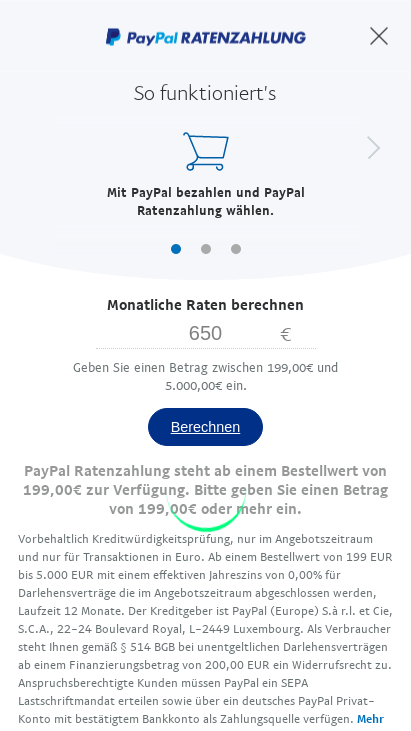 PayPal RATENZAHLUNG
So funktioniert's
Mit PayPal bezahlen und PayPal
Ratenzahlung wählen.
Monatliche Raten berechnen
650 €
Geben Sie einen Betrag zwischen 199,00€ und
5.000,00€ ein.
Berechnen
PayPal Ratenzahlung steht ab einem Bestellwert von
199,00€ zur Verfügung. Bitte geben Sie einen Betrag
von 199,00€ oder mehr ein.
Vorbehaltlich Kreditwürdigkeitsprüfung, nur im Angebotszeitraum
und nur für Transaktionen in Euro. Ab einem Bestellwert von 199 EUR
bis 5.000 EUR mit einem effektiven Jahreszins von 0,00% für
Darlehensverträge die im Angebotszeitraum abgeschlossen werden,
Laufzeit 12 Monate. Der Kreditgeber ist PayPal (Europe) S.à r.l. et Cie,
S.C.A., 22-24 Boulevard Royal, L-2449 Luxembourg. Als Verbraucher
steht Ihnen gemäß § 514 BGB bei unentgeltlichen Darlehensverträgen
ab einem Finanzierungsbetrag von 200,00 EUR ein Widerrufsrecht zu.
Anspruchsberechtigte Kunden müssen PayPal ein SEPA
Lastschriftmandat erteilen sowie über ein deutsches PayPal Privat-
Konto mit bestätigtem Bankkonto als Zahlungsquelle verfügen. Mehr